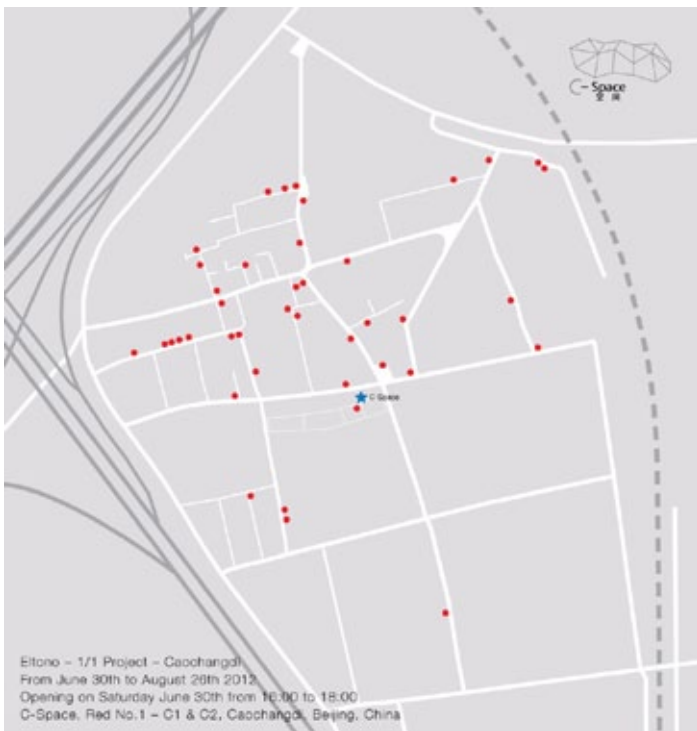 C-Space
空间
C Space
Eltono - 1/1 Project - Caochangdi
From June 30th to August 26th 2012
Opening on Saturday June 30th from 16:00 to 18:00
C-Space, Red No.1 - C1 & C2, Caochangdi, Beijing, China